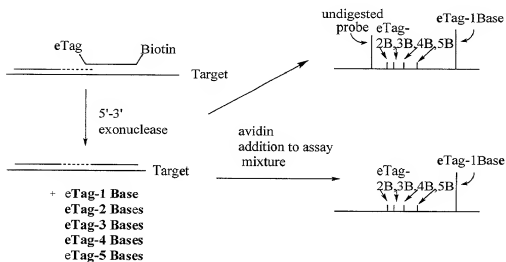 eTag
Biotin
Target
5'-3'
exonuclease
Target
+ eTag-1 Base
eTag-2 Bases
eTag-3 Bases
eTag-4 Bases
eTag-5 Bases
avidin
addition to assay
mixture
undigested
probe
eTag-
2B,3B,4B,5B
eTag-1Base
eTag-
2B,3B,4B,5B
eTag-1Base